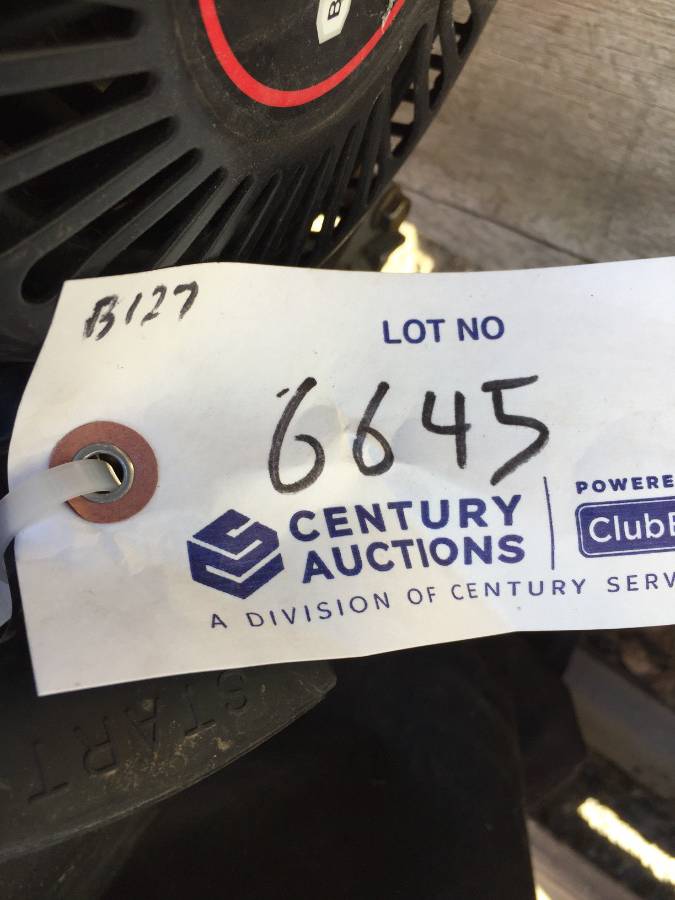 B
B127
LOT NO
6645
CENTURY
AUCTIONS
POWERE
ClubB
A DIVISION OF CENTURY SERV
START